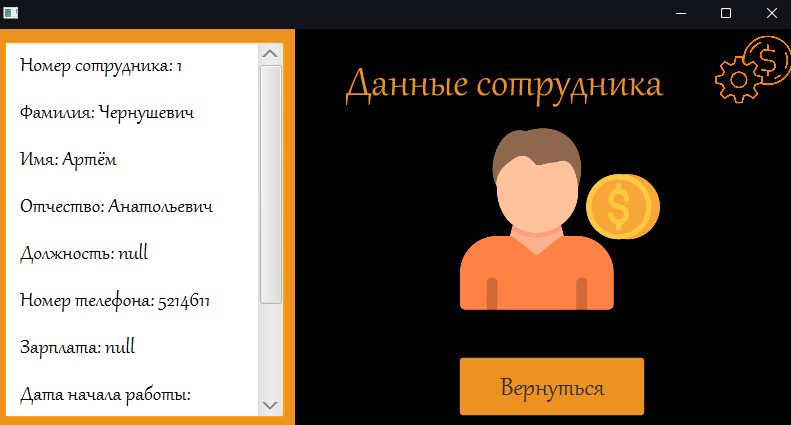 Номер сотрудника: 1
Фамилия: Чернушевич
Имя: Артём
Отчество: Анатольевич
Должность: null
Номер телефона: 5214611
Зарплата: null
Дата начала работы:
Данные сотрудника
$
$
Вернуться